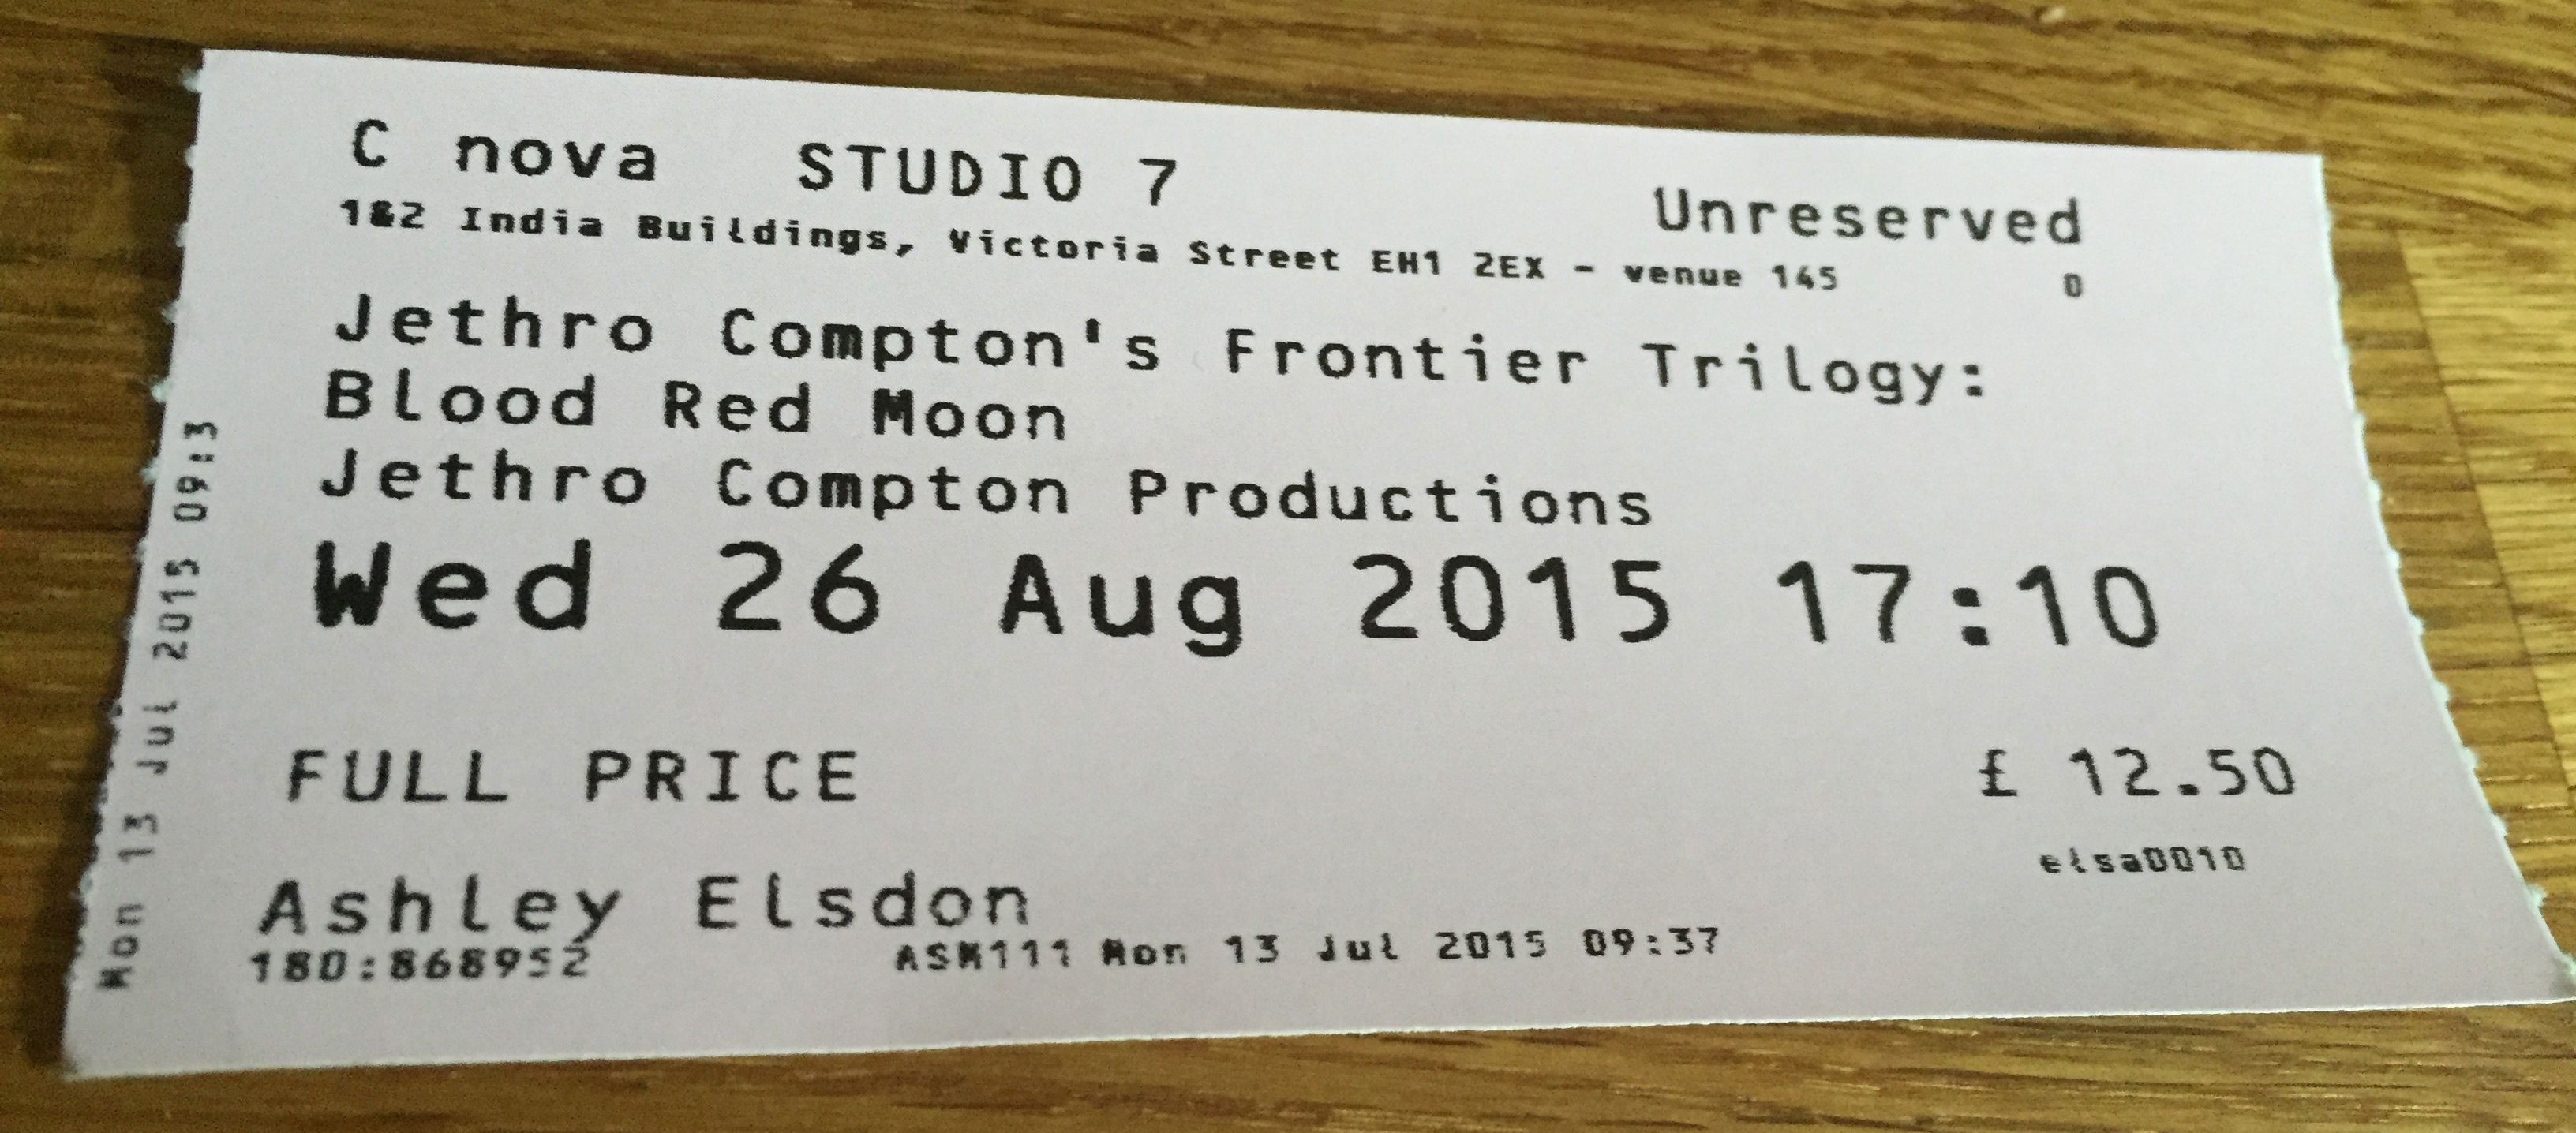 C nova STUDIO 7
Unreserved
1&2 India Buildings, Victoria Street EH1 2EX - venue 145 0
Jethro Compton's Frontier Trilogy:
Blood Red Moon
Jethro Compton Productions
Wed 26 Aug 2015 17:10
FULL PRICE £ 12.50
elsa0010
Ashley Elsdon
180:868952 ASM111 Mon 13 Jul 2015 09:37
Mon 13 Jul 2015 09:3